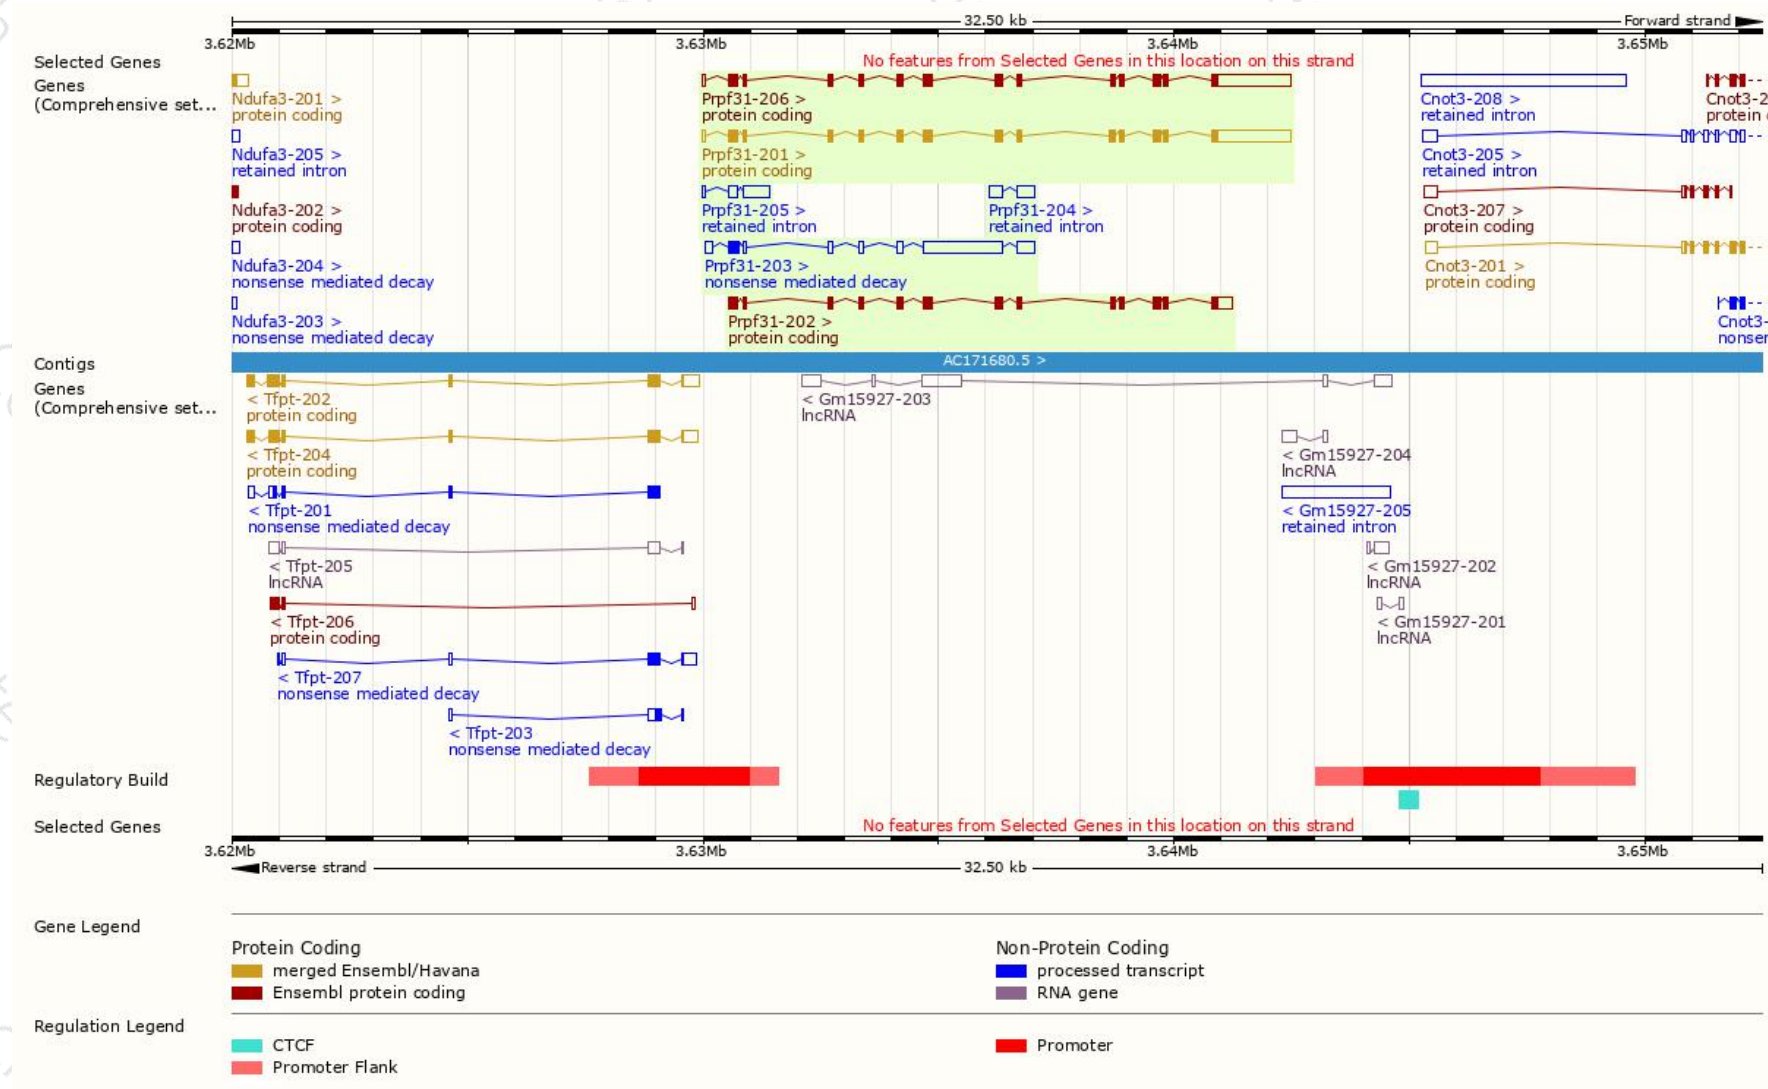 32.50 kb
Forward strand
3.62Mb 3.63Mb 3.64Mb 3.65Mb
Selected Genes
No features from Selected Genes in this location on this strand
Genes
(Comprehensive set...
Ndufa3-201 > Prpf31-206 > Cnot3-208 > Cnot3-2
protein coding protein coding retained intron protein
Ndufa3-205 > Prpf31-201 > Cnot3-205 >
retained intron protein coding retained intron
Ndufa3-202 > Prpf31-205 > Prpf31-204 > Cnot3-207 >
protein coding retained intron retained intron protein coding
Ndufa3-204 > Prpf31-203 > Cnot3-201 >
nonsense mediated decay nonsense mediated decay protein coding
Ndufa3-203 > Prpf31-202 > Cnot3-
nonsense mediated decay protein coding nonser
Contigs
AC171680.5 >
Genes
(Comprehensive set...
< Tfpt-202 < Gm15927-203
protein coding lncRNA
< Tfpt-204 < Gm15927-204
protein coding lncRNA
< Tfpt-201 < Gm15927-205
nonsense mediated decay retained intron
< Tfpt-205 < Gm15927-202
lncRNA lncRNA
< Tfpt-206 < Gm15927-201
protein coding lncRNA
< Tfpt-207
nonsense mediated decay
< Tfpt-203
nonsense mediated decay
Regulatory Build
Selected Genes
No features from Selected Genes in this location on this strand
3.62Mb 3.63Mb 3.64Mb 3.65Mb
Reverse strand 32.50 kb
Gene Legend
Protein Coding Non-Protein Coding
merged Ensembl/Havana processed transcript
Ensembl protein coding RNA gene
Regulation Legend
CTCF Promoter
Promoter Flank